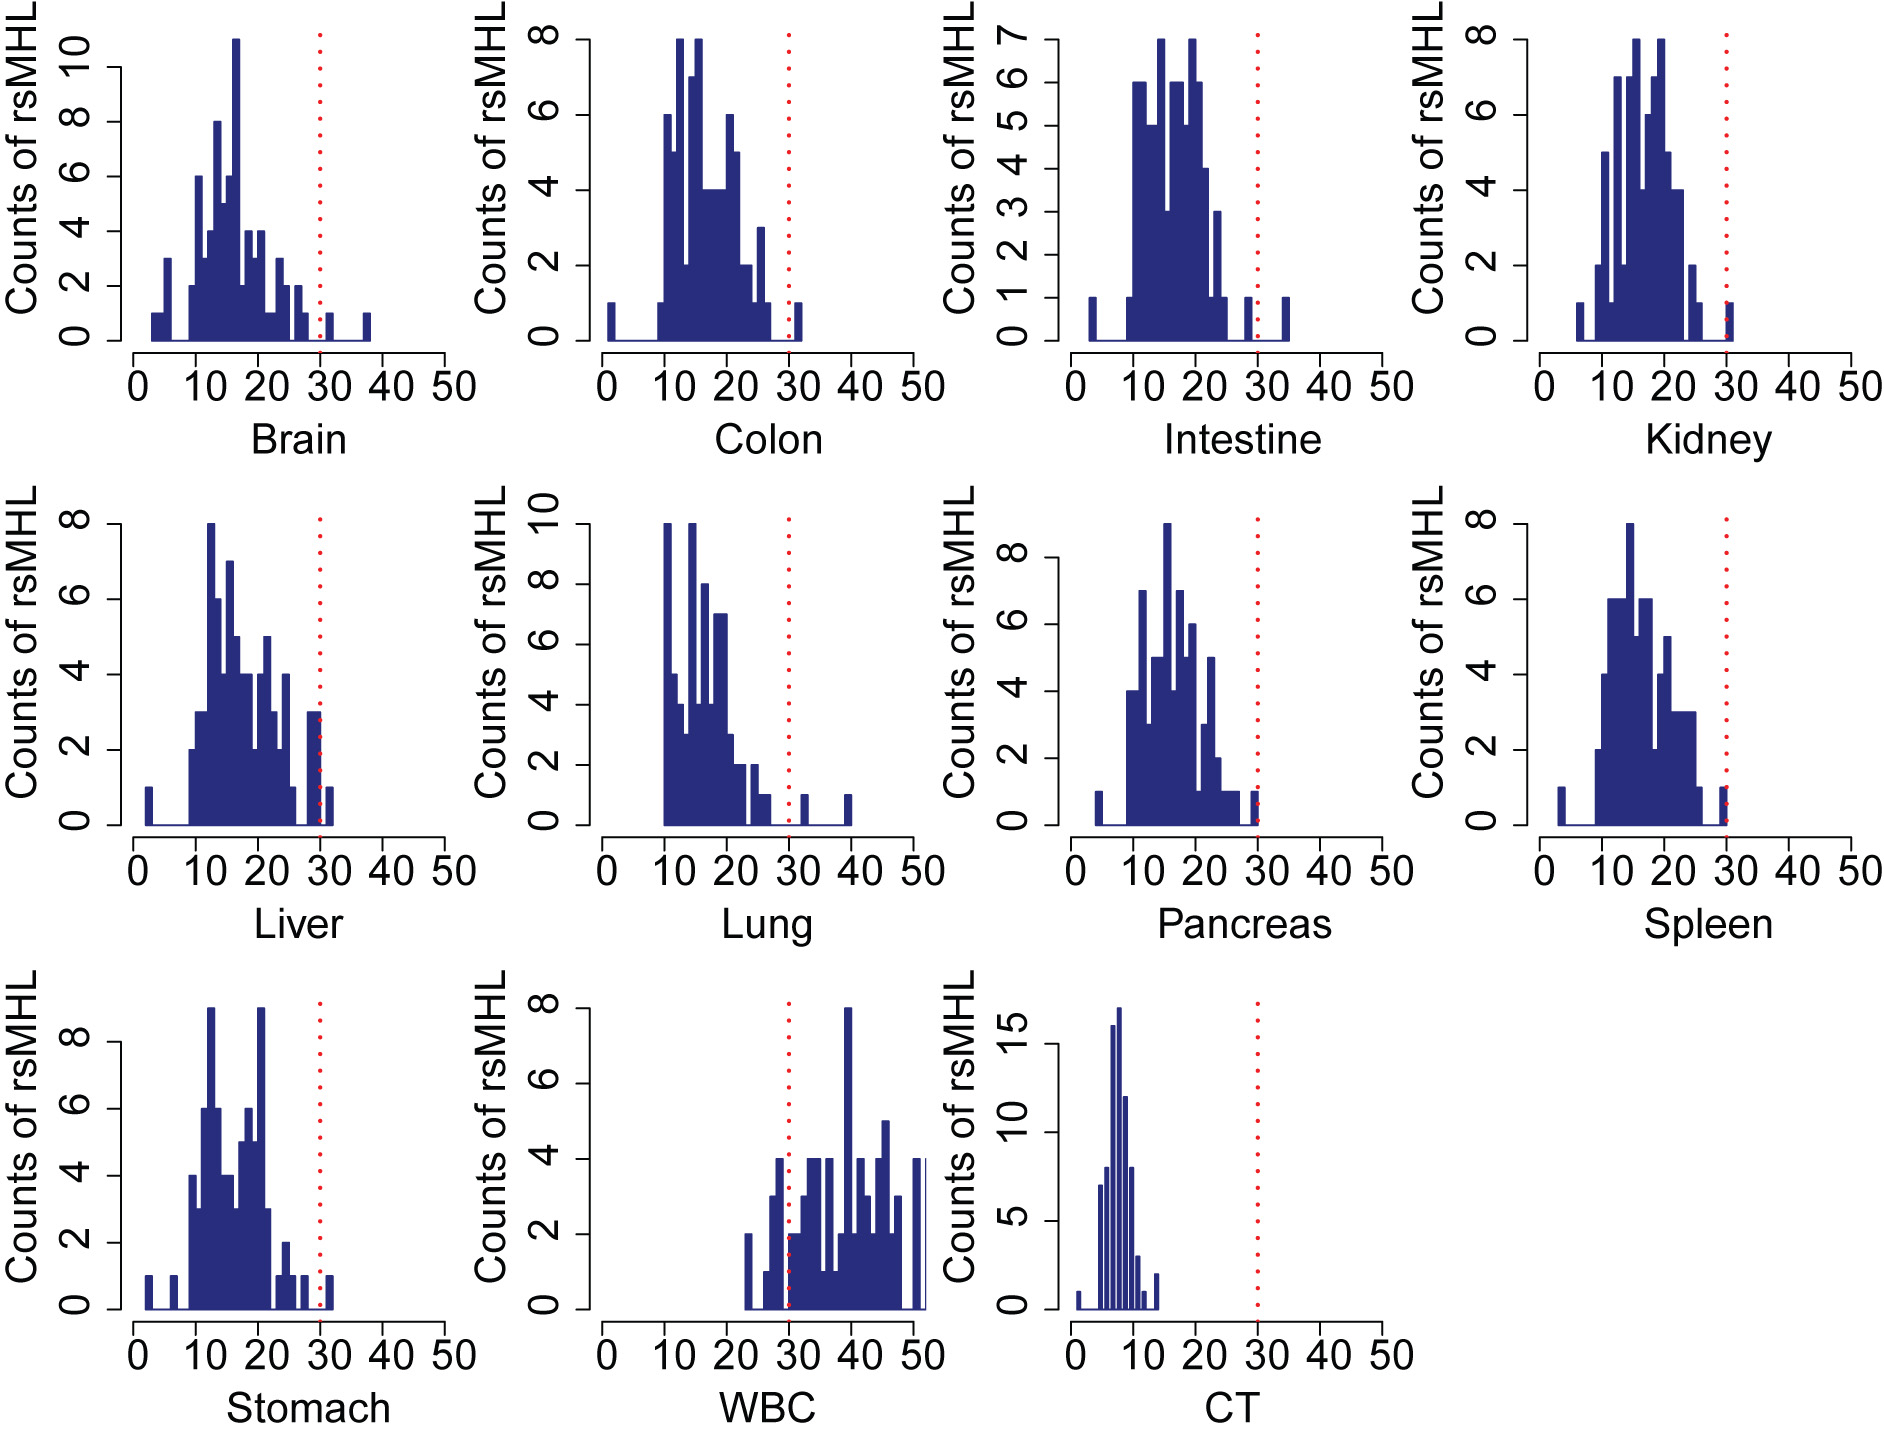 Counts of rsMHL
0 2 4 6 8 10
0 10 20 30 40 50
Brain
Counts of rsMHL
0 2 4 6 8
0 10 20 30 40 50
Colon
Counts of rsMHL
0 1 2 3 4 5 6 7
0 10 20 30 40 50
Intestine
Counts of rsMHL
0 2 4 6 8
0 10 20 30 40 50
Kidney
Counts of rsMHL
0 2 4 6 8
0 10 20 30 40 50
Liver
Counts of rsMHL
0 2 4 6 8 10
0 10 20 30 40 50
Lung
Counts of rsMHL
0 2 4 6 8
0 10 20 30 40 50
Pancreas
Counts of rsMHL
0 2 4 6 8
0 10 20 30 40 50
Spleen
Counts of rsMHL
0 2 4 6 8
0 10 20 30 40 50
Stomach
Counts of rsMHL
0 2 4 6 8
0 10 20 30 40 50
WBC
Counts of rsMHL
0 5 10 15
0 10 20 30 40 50
CT